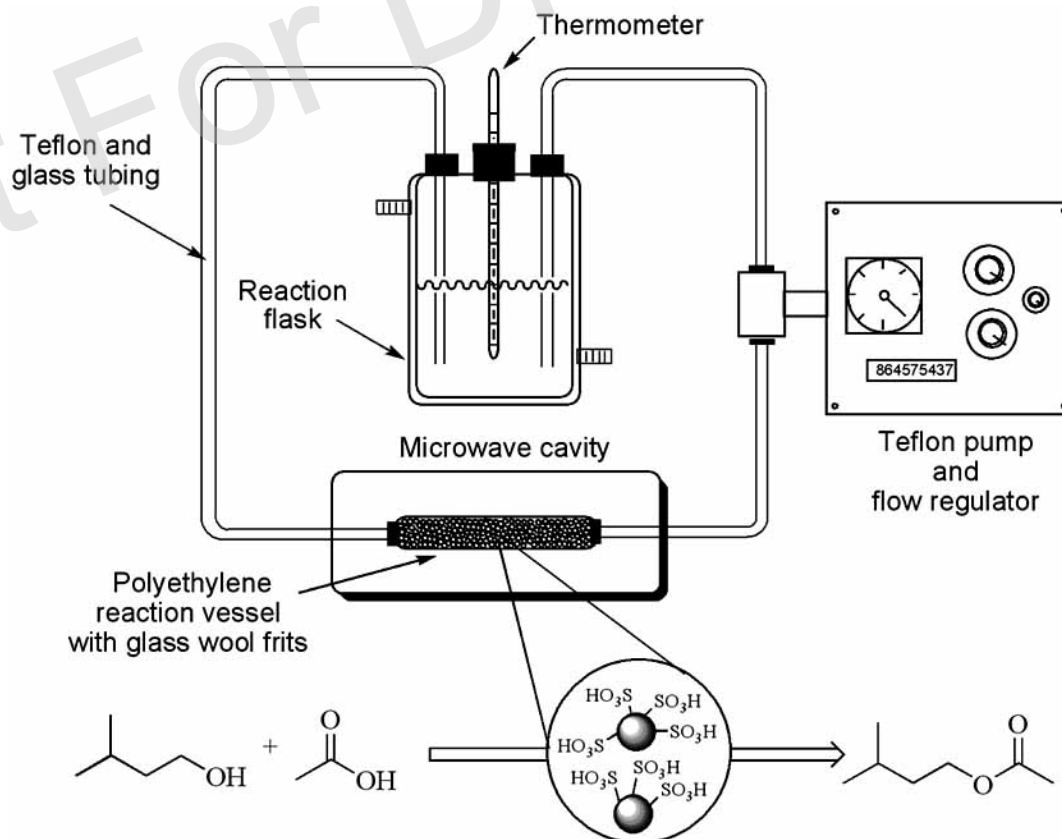 Thermometer
Teflon and
glass tubing
Reaction
flask
864575437
Microwave cavity
Teflon pump
and
flow regulator
Polyethylene
reaction vessel
with glass wool frits
HO₃S
SO₃H
HO₃S
SO₃H
HO₃S
SO₃H
SO₃H
OH
+
O
OH
O
O